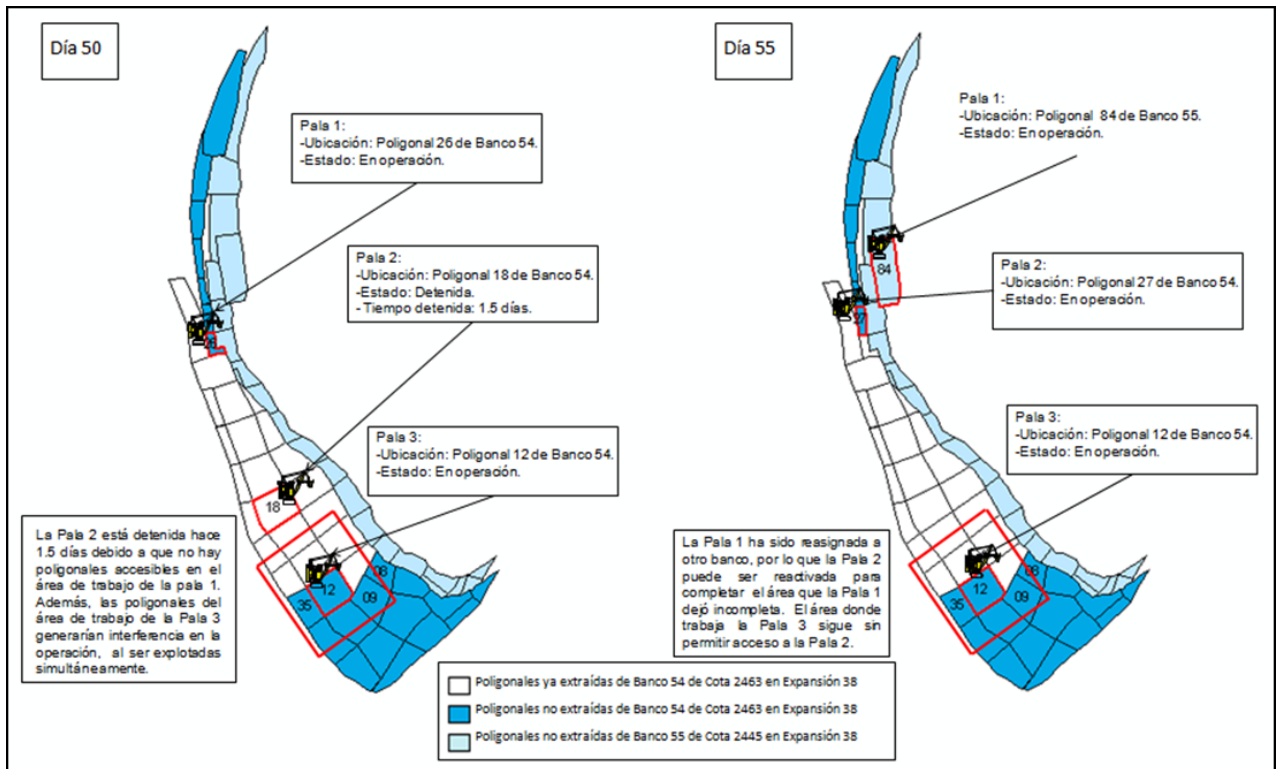 Día 50
Pala 1:
-Ubicación: Poligonal 26 de Banco 54.
-Estado: En operación.
Pala 2:
-Ubicación: Poligonal 18 de Banco 54.
-Estado: Detenida.
- Tiempo detenida: 1.5 días.
26
Pala 3:
-Ubicación: Poligonal 12 de Banco 54.
-Estado: En operación.
18
08
12
09
35
La Pala 2 está detenida hace
1.5 días debido a que no hay
poligonales accesibles en el
área de trabajo de la pala 1.
Además, las poligonales del
área de trabajo de la Pala 3
generarían interferencia en la
operación, al ser explotadas
simultáneamente.
Día 55
Pala 1:
-Ubicación: Poligonal 84 de Banco 55.
-Estado: En operación.
84
Pala 2:
-Ubicación: Poligonal 27 de Banco 54.
-Estado: En operación.
27
Pala 3:
-Ubicación: Poligonal 12 de Banco 54.
-Estado: En operación.
08
12
09
35
La Pala 1 ha sido reasignada a
otro banco, por lo que la Pala 2
puede ser reactivada para
completar el área que la Pala 1
dejó incompleta. El área donde
trabaja la Pala 3 sigue sin
permitir acceso a la Pala 2.
Poligonales ya extraídas de Banco 54 de Cota 2463 en Expansión 38
Poligonales no extraídas de Banco 54 de Cota 2463 en Expansión 38
Poligonales no extraídas de Banco 55 de Cota 2445 en Expansión 38